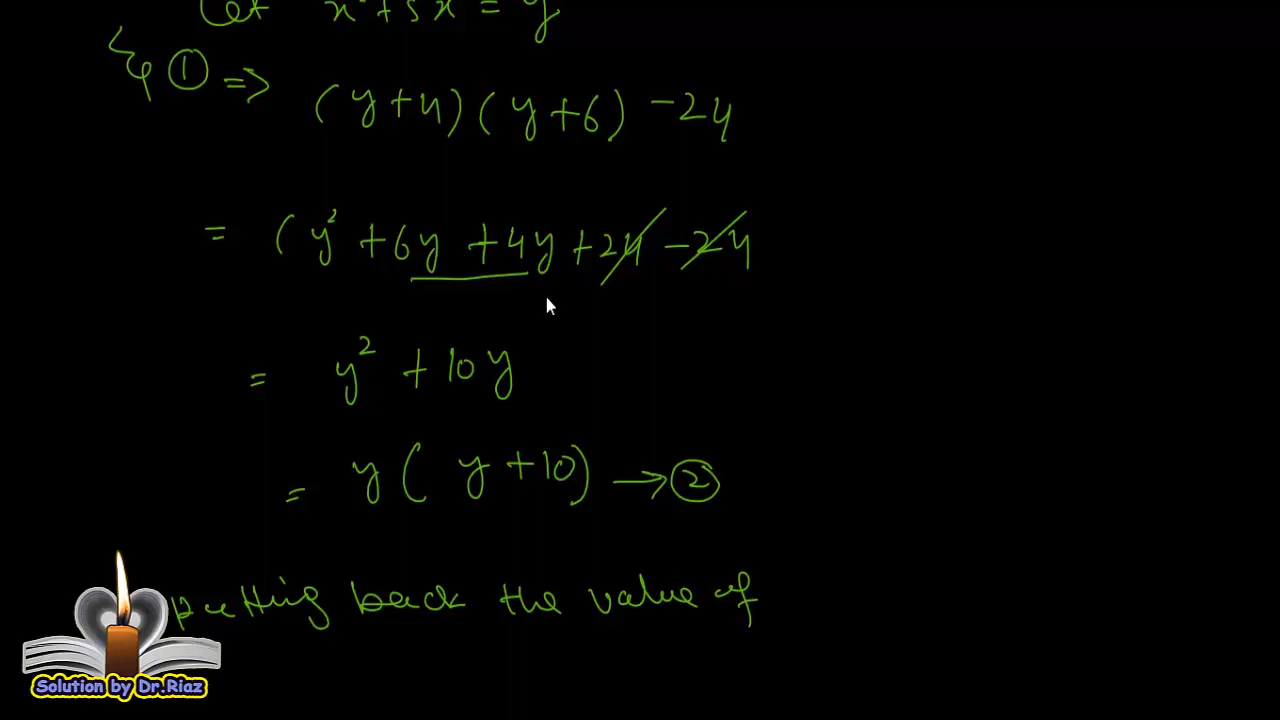 Let x²+5x = y
① => (y+4)(y+6) -24
= (y² +6y +4y +24 -24
= y² + 10y
= y( y +10) → ②
putting back the value of
Solution by Dr.Riaz